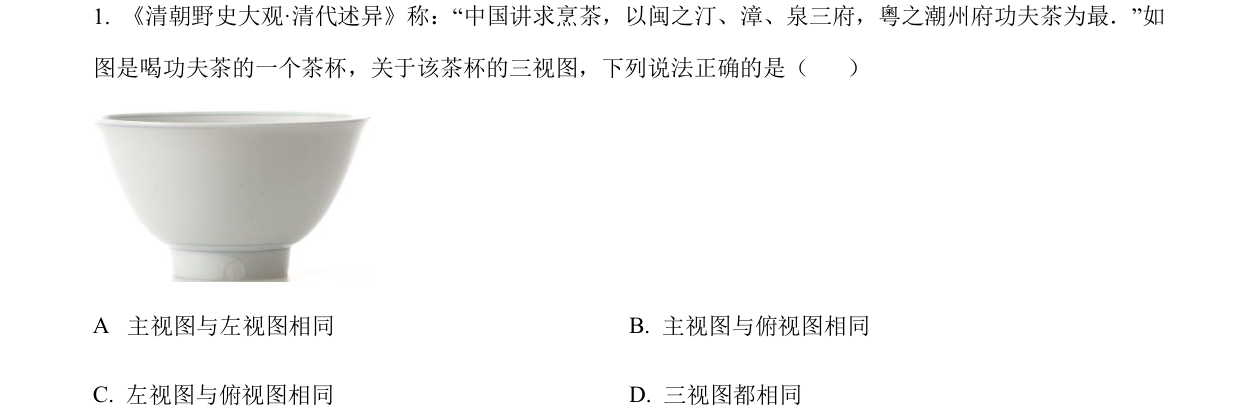 1. 《清朝野史大观·清代述异》称：“中国讲求烹茶，以闽之汀、漳、泉三府，粤之潮州府功夫茶为最．”如
图是喝功夫茶的一个茶杯，关于该茶杯的三视图，下列说法正确的是（　　）
A 主视图与左视图相同
B. 主视图与俯视图相同
C. 左视图与俯视图相同
D. 三视图都相同